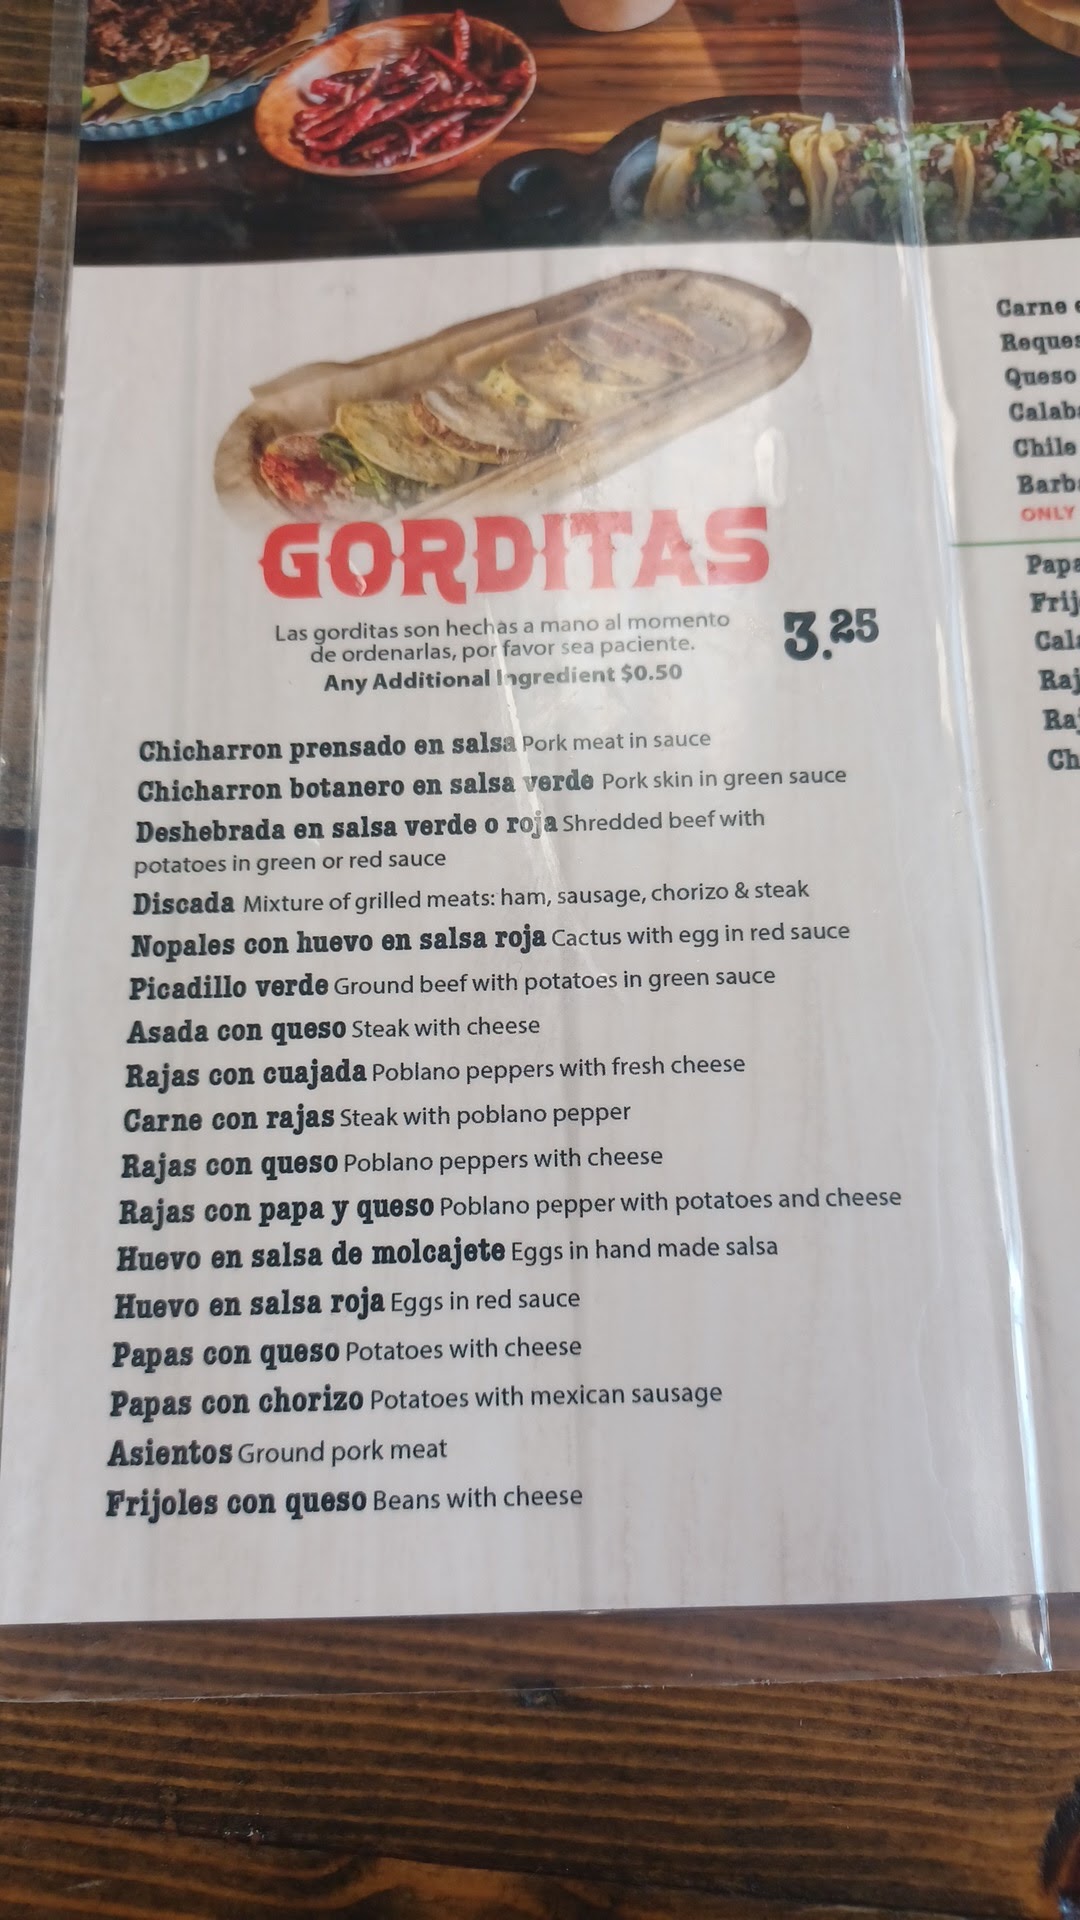 GORDITAS
Las gorditas son hechas a mano al momento
de ordenarlas, por favor sea paciente.
3.25
Any Additional Ingredient $0.50
Chicharron prensado en salsa Pork meat in sauce
Chicharron botanero en salsa verde Pork skin in green sauce
Deshebrada en salsa verde o roja Shredded beef with
potatoes in green or red sauce
Discada Mixture of grilled meats: ham, sausage, chorizo & steak
Nopales con huevo en salsa roja Cactus with egg in red sauce
Picadillo verde Ground beef with potatoes in green sauce
Asada con queso Steak with cheese
Rajas con cuajada Poblano peppers with fresh cheese
Carne con rajas Steak with poblano pepper
Rajas con queso Poblano peppers with cheese
Rajas con papa y queso Poblano pepper with potatoes and cheese
Huevo en salsa de molcajete Eggs in hand made salsa
Huevo en salsa roja Eggs in red sauce
Papas con queso Potatoes with cheese
Papas con chorizo Potatoes with mexican sausage
Asientos Ground pork meat
Frijoles con queso Beans with cheese
Carne
Queso
Chile
ONLY